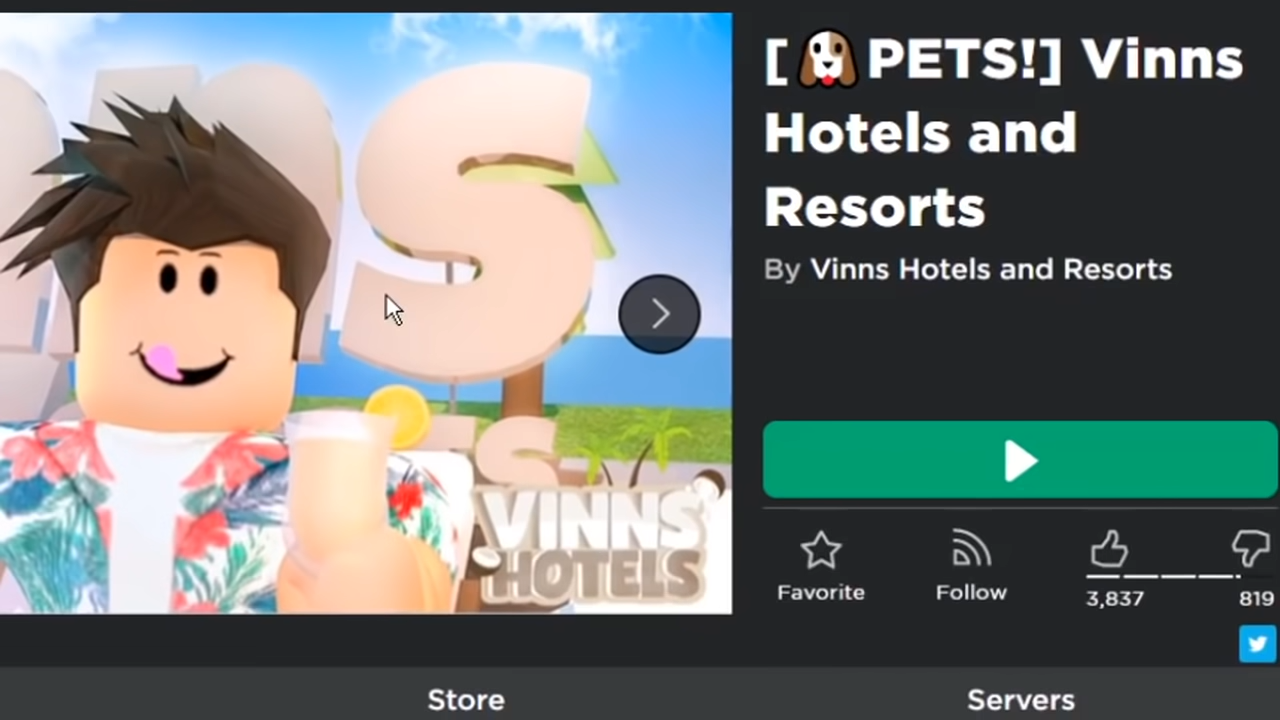 [🐶PETS!] Vinns
Hotels and
Resorts
By Vinns Hotels and Resorts
VINNS
HOTELS
Favorite
Follow
3,837
819
Store
Servers